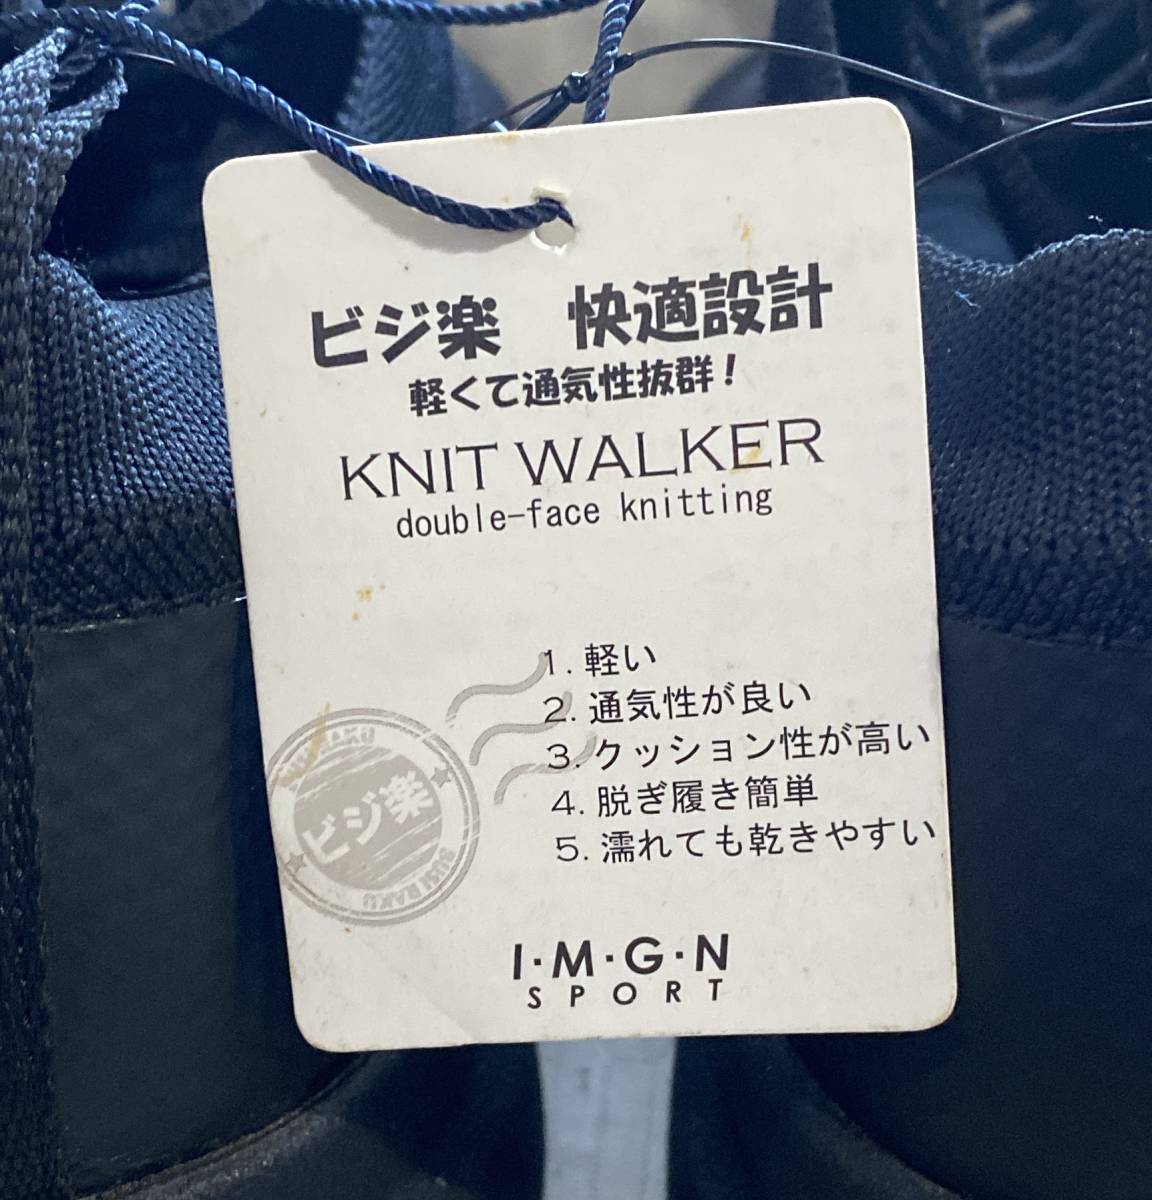 ビジ楽 快適設計
軽くて通気性抜群！
KNIT WALKER
double-face knitting
1. 軽い
2. 通気性が良い
3. クッション性が高い
4. 脱ぎ履き簡単
5. 濡れても乾きやすい
ビジ楽
BUSI RAKU
I·M·G·N
SPORT